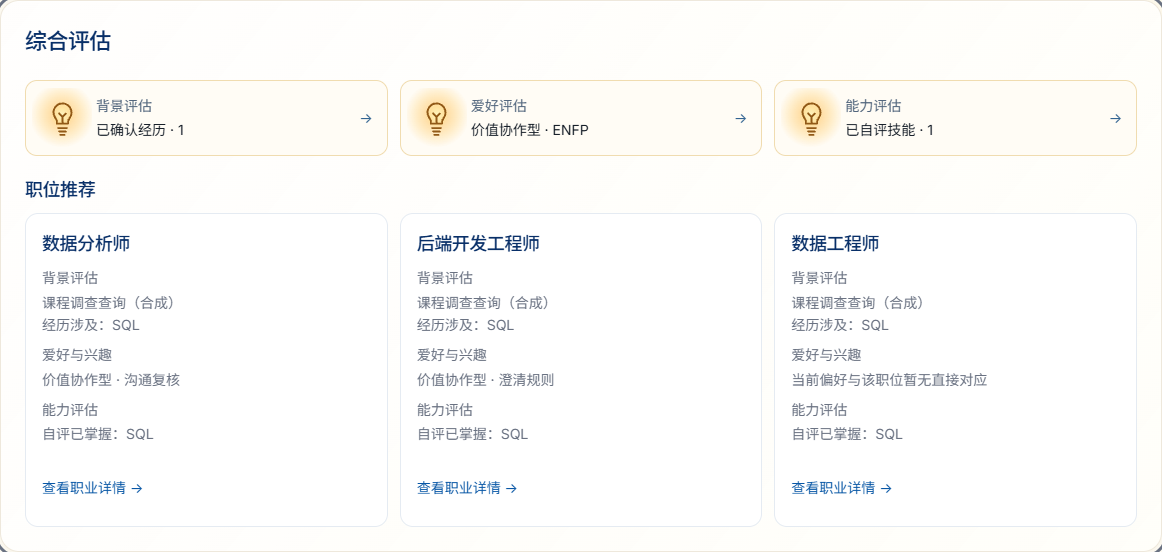 综合评估
背景评估
已确认经历 · 1
→
爱好评估
价值协作型 · ENFP
→
能力评估
已自评技能 · 1
→
职位推荐
数据分析师
背景评估
课程调查查询（合成）
经历涉及：SQL
爱好与兴趣
价值协作型 · 沟通复核
能力评估
自评已掌握：SQL
查看职业详情 →
后端开发工程师
背景评估
课程调查查询（合成）
经历涉及：SQL
爱好与兴趣
价值协作型 · 澄清规则
能力评估
自评已掌握：SQL
查看职业详情 →
数据工程师
背景评估
课程调查查询（合成）
经历涉及：SQL
爱好与兴趣
当前偏好与该职位暂无直接对应
能力评估
自评已掌握：SQL
查看职业详情 →